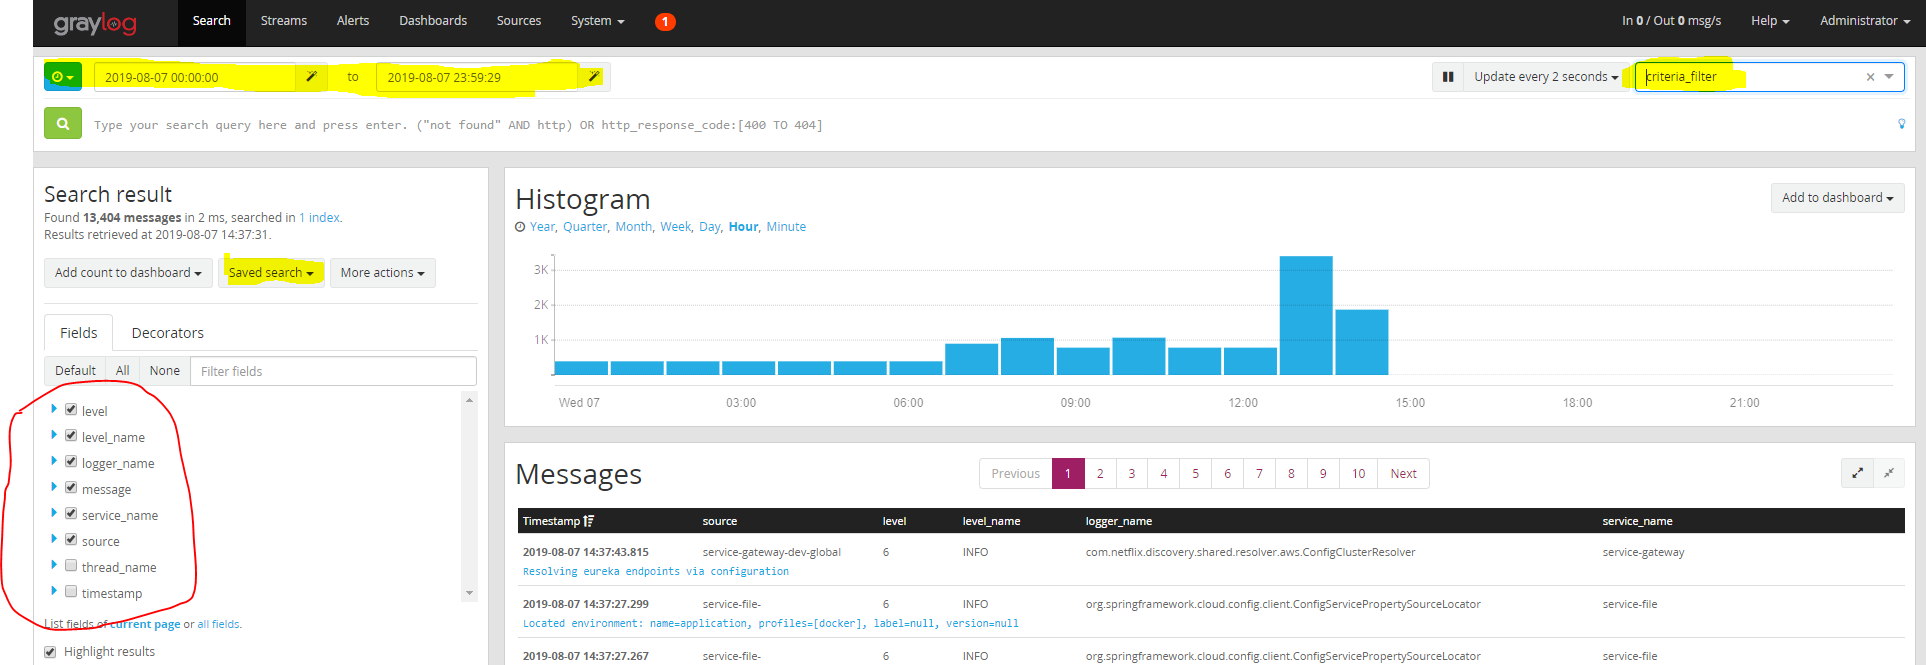 graylog Search Streams Alerts Dashboards Sources System 1 In 0 / Out 0 msg/s Help Administrator
2019-08-07 00:00:00 to 2019-08-07 23:59:29 Update every 2 seconds criteria_filter
Type your search query here and press enter. ("not found" AND http) OR http_response_code:[400 TO 404]
Search result
Found 13,404 messages in 2 ms, searched in 1 index.
Results retrieved at 2019-08-07 14:37:31.
Add count to dashboard Saved search More actions
Fields Decorators
Default All None Filter fields
level
level_name
logger_name
message
service_name
source
thread_name
timestamp
List fields of current page or all fields.
Highlight results
Histogram
Add to dashboard
Year, Quarter, Month, Week, Day, Hour, Minute
3K
2K
1K
Wed 07 03:00 06:00 09:00 12:00 15:00 18:00 21:00
Messages
Previous 1 2 3 4 5 6 7 8 9 10 Next
Timestamp source level level_name logger_name service_name
2019-08-07 14:37:43.815 service-gateway-dev-global 6 INFO com.netflix.discovery.shared.resolver.aws.ConfigClusterResolver service-gateway
Resolving eureka endpoints via configuration
2019-08-07 14:37:27.299 service-file- 6 INFO org.springframework.cloud.config.client.ConfigServicePropertySourceLocator service-file
Located environment: name=application, profiles=[docker], label=null, version=null
2019-08-07 14:37:27.267 service-file- 6 INFO org.springframework.cloud.config.client.ConfigServicePropertySourceLocator service-file